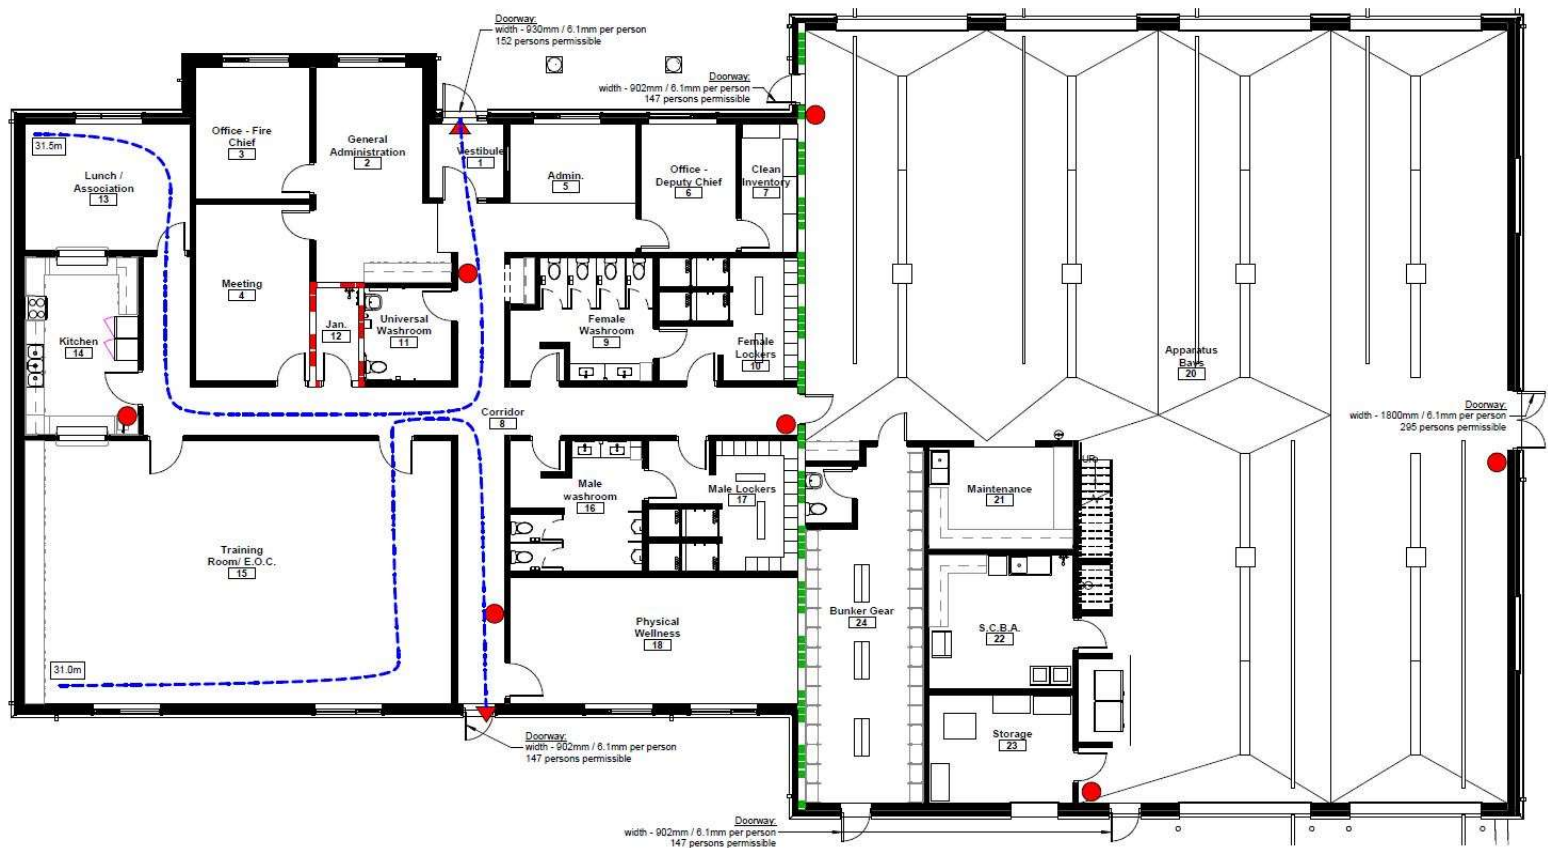 Doorway:
width - 930mm / 6.1mm per person
152 persons permissible
Doorway:
width - 902mm / 6.1mm per person
147 persons permissible
31.5m
Lunch /
Association
13
Office - Fire
Chief
3
General
Administration
2
Vestibule
1
Admin.
5
Office -
Deputy Chief
6
Clean
Inventory
7
Meeting
4
Jan.
12
Universal
Washroom
11
Female
Washroom
9
Female
Lockers
10
Kitchen
14
Corridor
8
Apparatus
Bays
20
Doorway:
width - 1800mm / 6.1mm per person
295 persons permissible
Male
washroom
16
Male Lockers
17
UP
Maintenance
21
Training
Room/ E.O.C.
15
Physical
Wellness
18
Bunker Gear
24
S.C.B.A.
22
31.0m
Storage
23
Doorway:
width - 902mm / 6.1mm per person
147 persons permissible
Doorway:
width - 902mm / 6.1mm per person
147 persons permissible